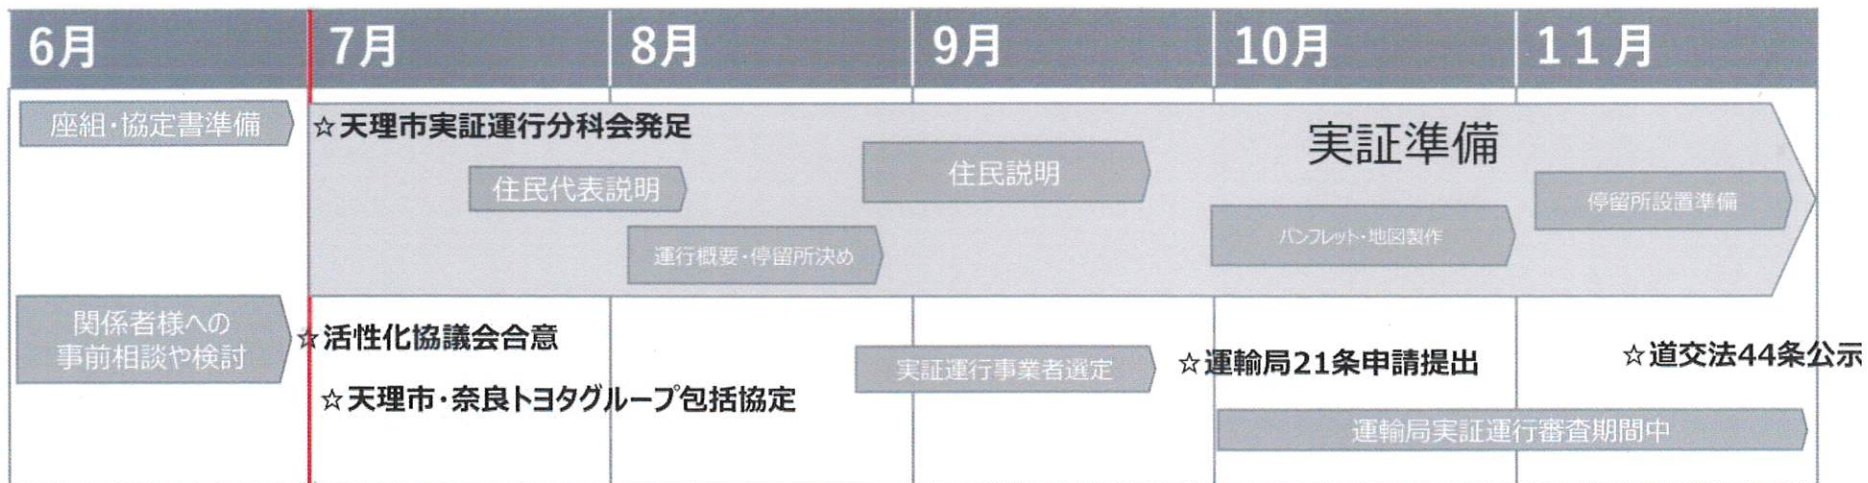 6月
7月
8月
9月
10月
11月
座組・協定書準備
☆天理市実証運行分科会発足
実証準備
住民代表説明
住民説明
停留所設置準備
運行概要・停留所決め
パンフレット・地図製作
関係者様への
事前相談や検討
☆活性化協議会合意
☆天理市・奈良トヨタグループ包括協定
実証運行事業者選定
☆運輸局21条申請提出
☆道交法44条公示
運輸局実証運行審査期間中